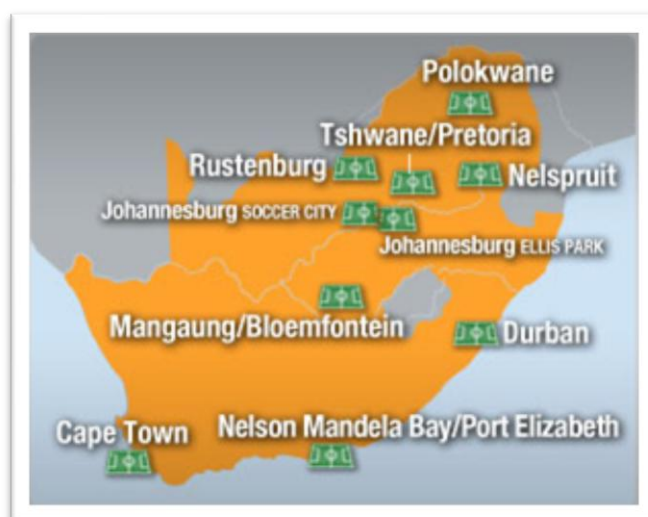 Polokwane
Tshwane/Pretoria
Rustenburg
Nelspruit
Johannesburg SOCCER CITY
Johannesburg ELLIS PARK
Mangaung/Bloemfontein
Durban
Cape Town
Nelson Mandela Bay/Port Elizabeth